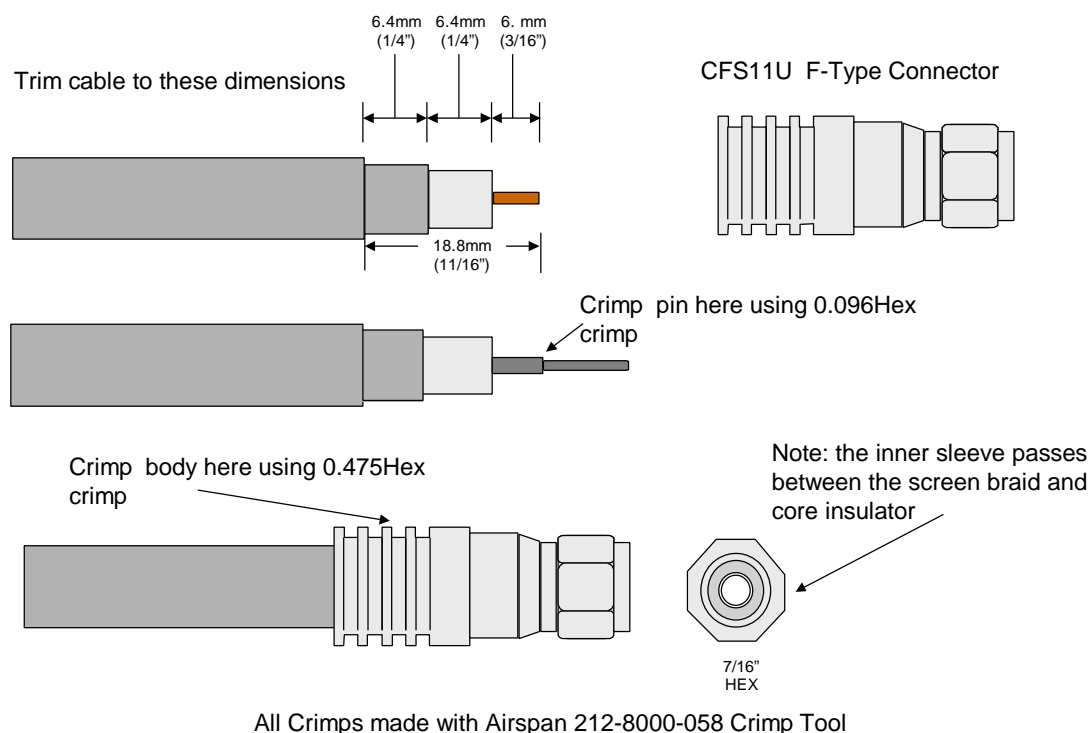 6.4mm 6.4mm 6. mm
(1/4”) (1/4”) (3/16”)
Trim cable to these dimensions
CFS11U F-Type Connector
18.8mm
(11/16”)
Crimp pin here using 0.096Hex
crimp
Crimp body here using 0.475Hex
crimp
Note: the inner sleeve passes
between the screen braid and
core insulator
7/16”
HEX
All Crimps made with Airspan 212-8000-058 Crimp Tool